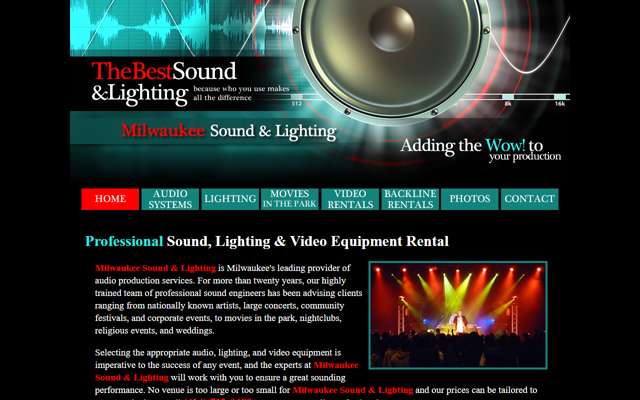 TheBestSound
&Lighting
because who you use makes
all the difference
512
8k
16k
Milwaukee Sound & Lighting
Adding the Wow! to
your production
HOME
AUDIO
SYSTEMS
LIGHTING
MOVIES
IN THE PARK
VIDEO
RENTALS
BACKLINE
RENTALS
PHOTOS
CONTACT
Professional Sound, Lighting & Video Equipment Rental
Milwaukee Sound & Lighting is Milwaukee's leading provider of
audio production services. For more than twenty years, our highly
trained team of professional sound engineers has been advising clients
ranging from nationally known artists, large concerts, community
festivals, and corporate events, to movies in the park, nightclubs,
religious events, and weddings.
Selecting the appropriate audio, lighting, and video equipment is
imperative to the success of any event, and the experts at Milwaukee
Sound & Lighting will work with you to ensure a great sounding
performance. No venue is too large or too small for Milwaukee Sound & Lighting and our prices can be tailored to